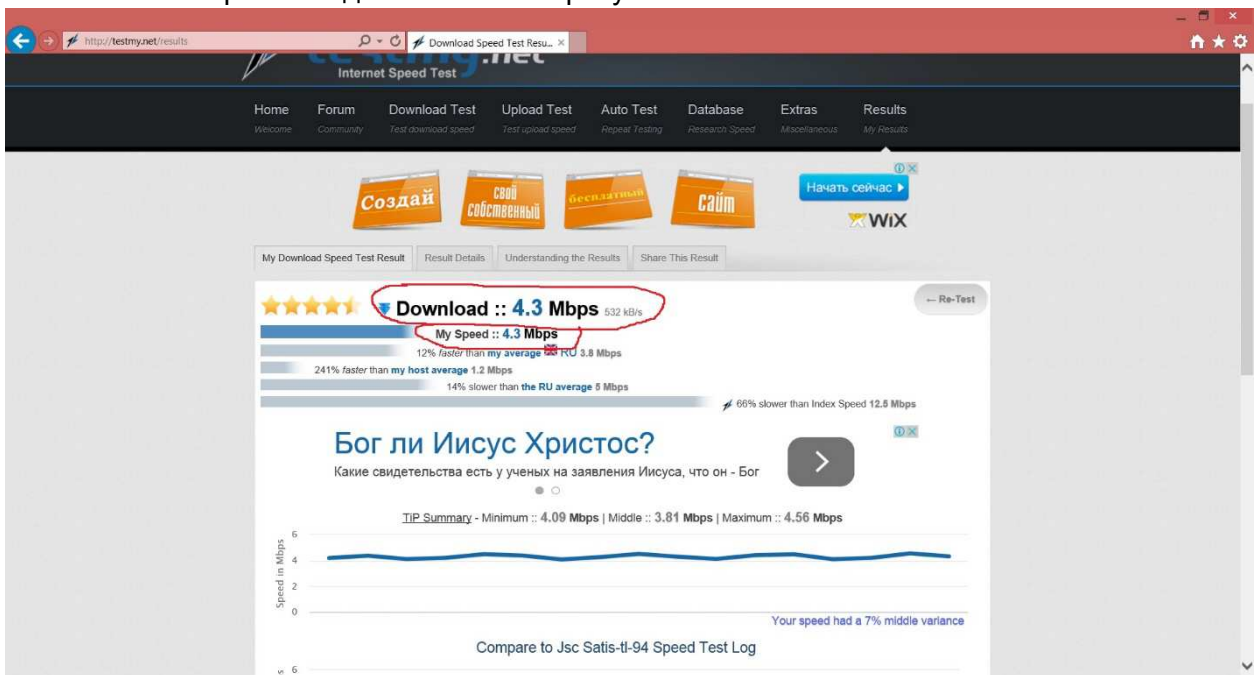 http://testmy.net/results
Download Speed Test Resu...
.net
Internet Speed Test
Home Forum Download Test Upload Test Auto Test Database Extras Results
Welcome Community Test download speed Test upload speed Repeat Testing Research Speed Miscellaneous My Results
Создай свой собственный бесплатный сайт
Начать сейчас
WiX
My Download Speed Test Result Result Details Understanding the Results Share This Result
Download :: 4.3 Mbps 532 kB/s
← Re-Test
My Speed :: 4.3 Mbps
12% faster than my average RU 3.8 Mbps
241% faster than my host average 1.2 Mbps
14% slower than the RU average 5 Mbps
66% slower than Index Speed 12.5 Mbps
Бог ли Иисус Христос?
Какие свидетельства есть у ученых на заявления Иисуса, что он - Бог
TiP Summary - Minimum :: 4.09 Mbps | Middle :: 3.81 Mbps | Maximum :: 4.56 Mbps
Speed in Mbps
6
4
2
0
Your speed had a 7% middle variance
Compare to Jsc Satis-tl-94 Speed Test Log
6